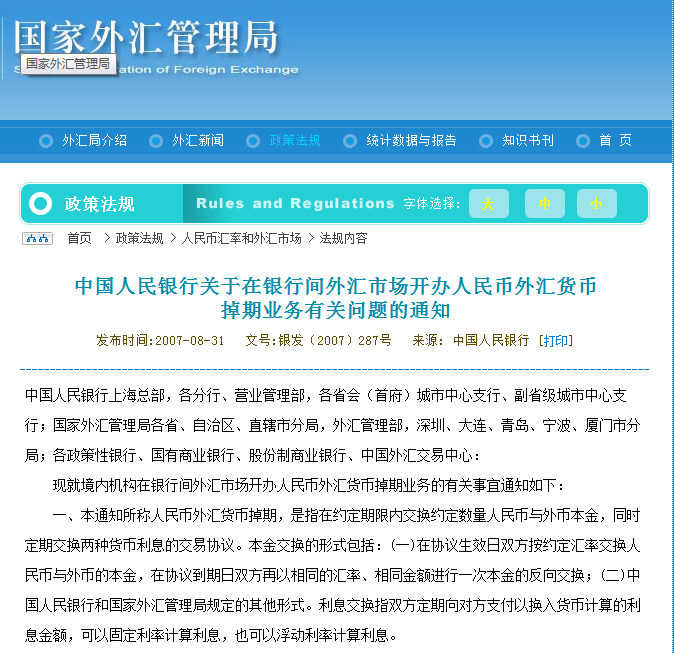 国家外汇管理局
国家外汇管理局
ation of Foreign Exchange
外汇局介绍 外汇新闻 政策法规 统计数据与报告 知识书刊 首 页
政策法规 Rules and Regulations 字体选择: 大 中 小
首页 > 政策法规 > 人民币汇率和外汇市场 > 法规内容
中国人民银行关于在银行间外汇市场开办人民币外汇货币
掉期业务有关问题的通知
发布时间:2007-08-31 文号:银发（2007）287号 来源: 中国人民银行 [打印]
中国人民银行上海总部，各分行、营业管理部，各省会（首府）城市中心支行、副省级城市中心支
行；国家外汇管理局各省、自治区、直辖市分局，外汇管理部，深圳、大连、青岛、宁波、厦门市分
局；各政策性银行、国有商业银行、股份制商业银行、中国外汇交易中心：
现就境内机构在银行间外汇市场开办人民币外汇货币掉期业务的有关事宜通知如下：
一、本通知所称人民币外汇货币掉期，是指在约定期限内交换约定数量人民币与外币本金，同时
定期交换两种货币利息的交易协议。本金交换的形式包括：(一)在协议生效日双方按约定汇率交换人
民币与外币的本金，在协议到期日双方再以相同的汇率、相同金额进行一次本金的反向交换；(二)中
国人民银行和国家外汇管理局规定的其他形式。利息交换指双方定期向对方支付以换入货币计算的利
息金额，可以固定利率计算利息，也可以浮动利率计算利息。